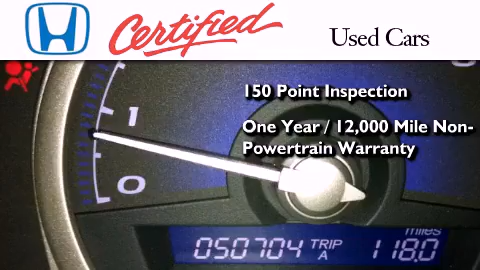 Certified
Used Cars
150 Point Inspection
One Year / 12,000 Mile Non-
Powertrain Warranty
1
0
miles
050704 TRIP A 118.0